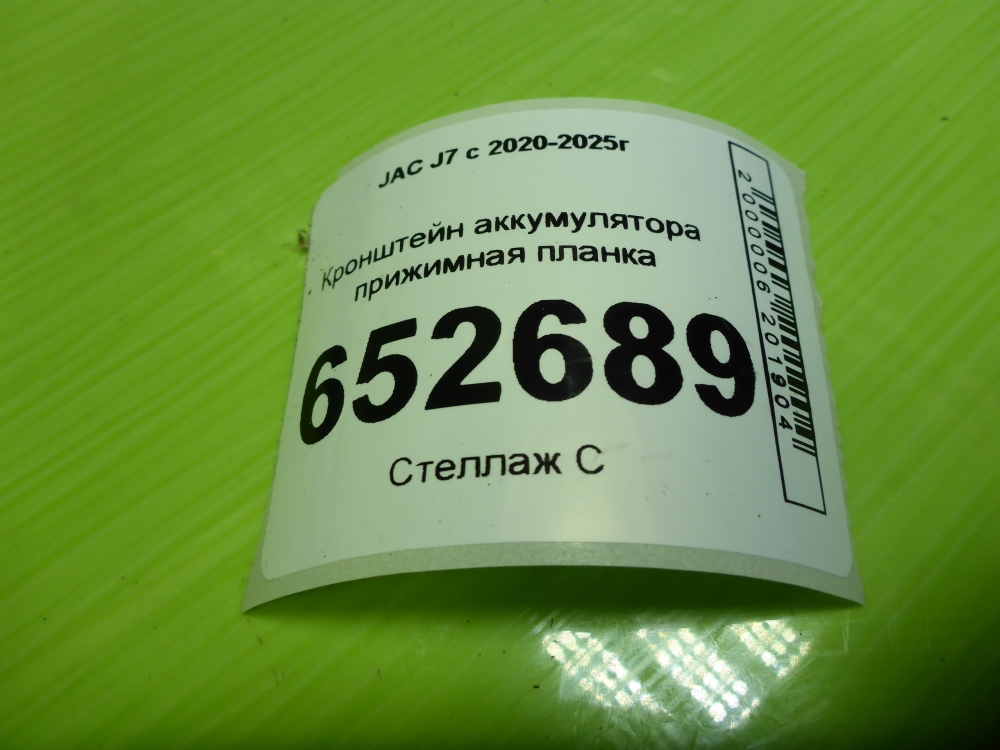 JAC J7 с 2020-2025г
Кронштейн аккумулятора
прижимная планка
652689
Стеллаж С
2000006201904